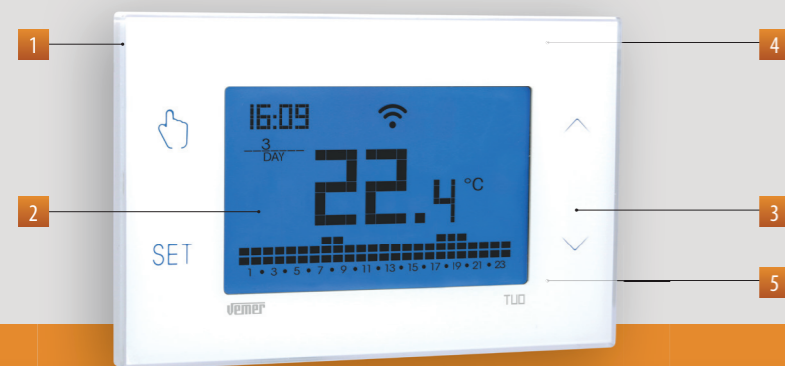 1
4
16:09
3
DAY
22.4 °C
2
3
SET
1 • 3 • 5 • 7 • 9 • 11 • 13 • 15 • 17 • 19 • 21 • 23
5
vemer
TUO